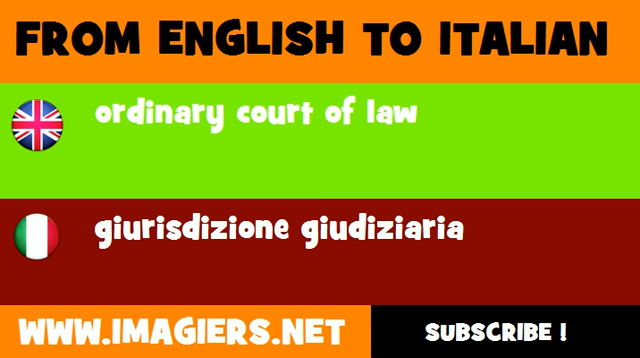 FROM ENGLISH TO ITALIAN
ordinary court of law
giurisdizione giudiziaria
WWW.IMAGIERS.NET
SUBSCRIBE !